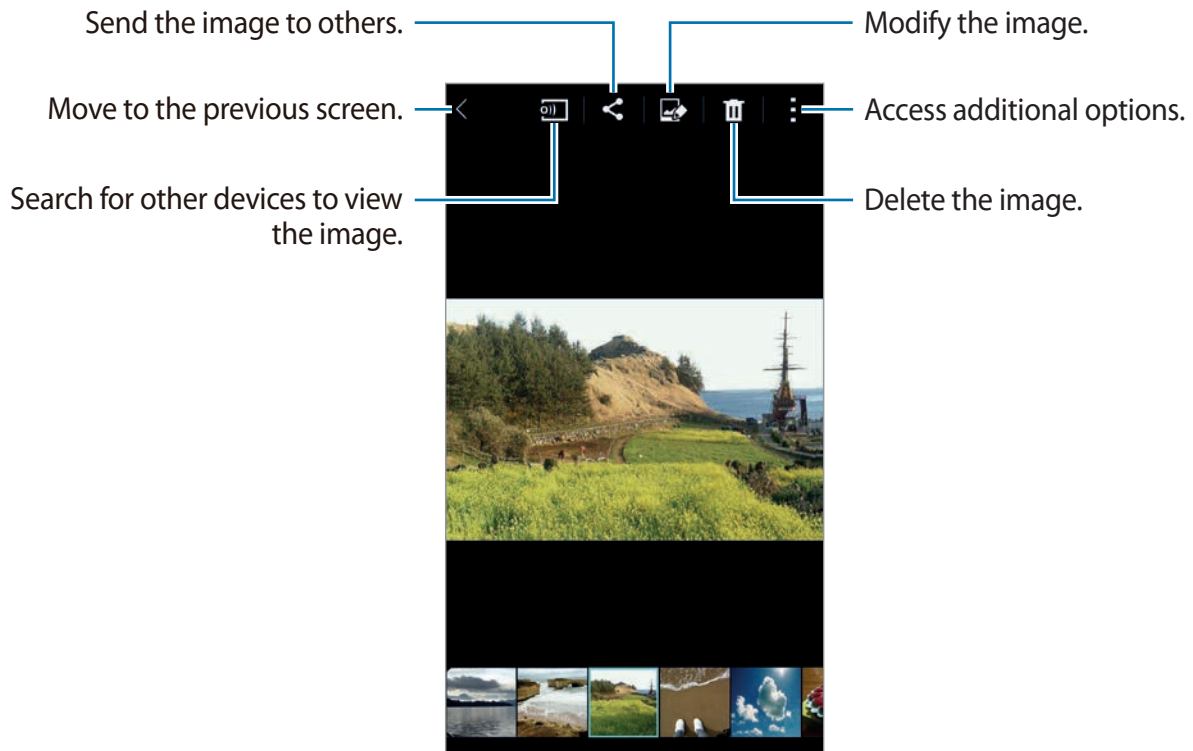 Send the image to others.
Modify the image.
Move to the previous screen.
Access additional options.
Search for other devices to view
the image.
Delete the image.